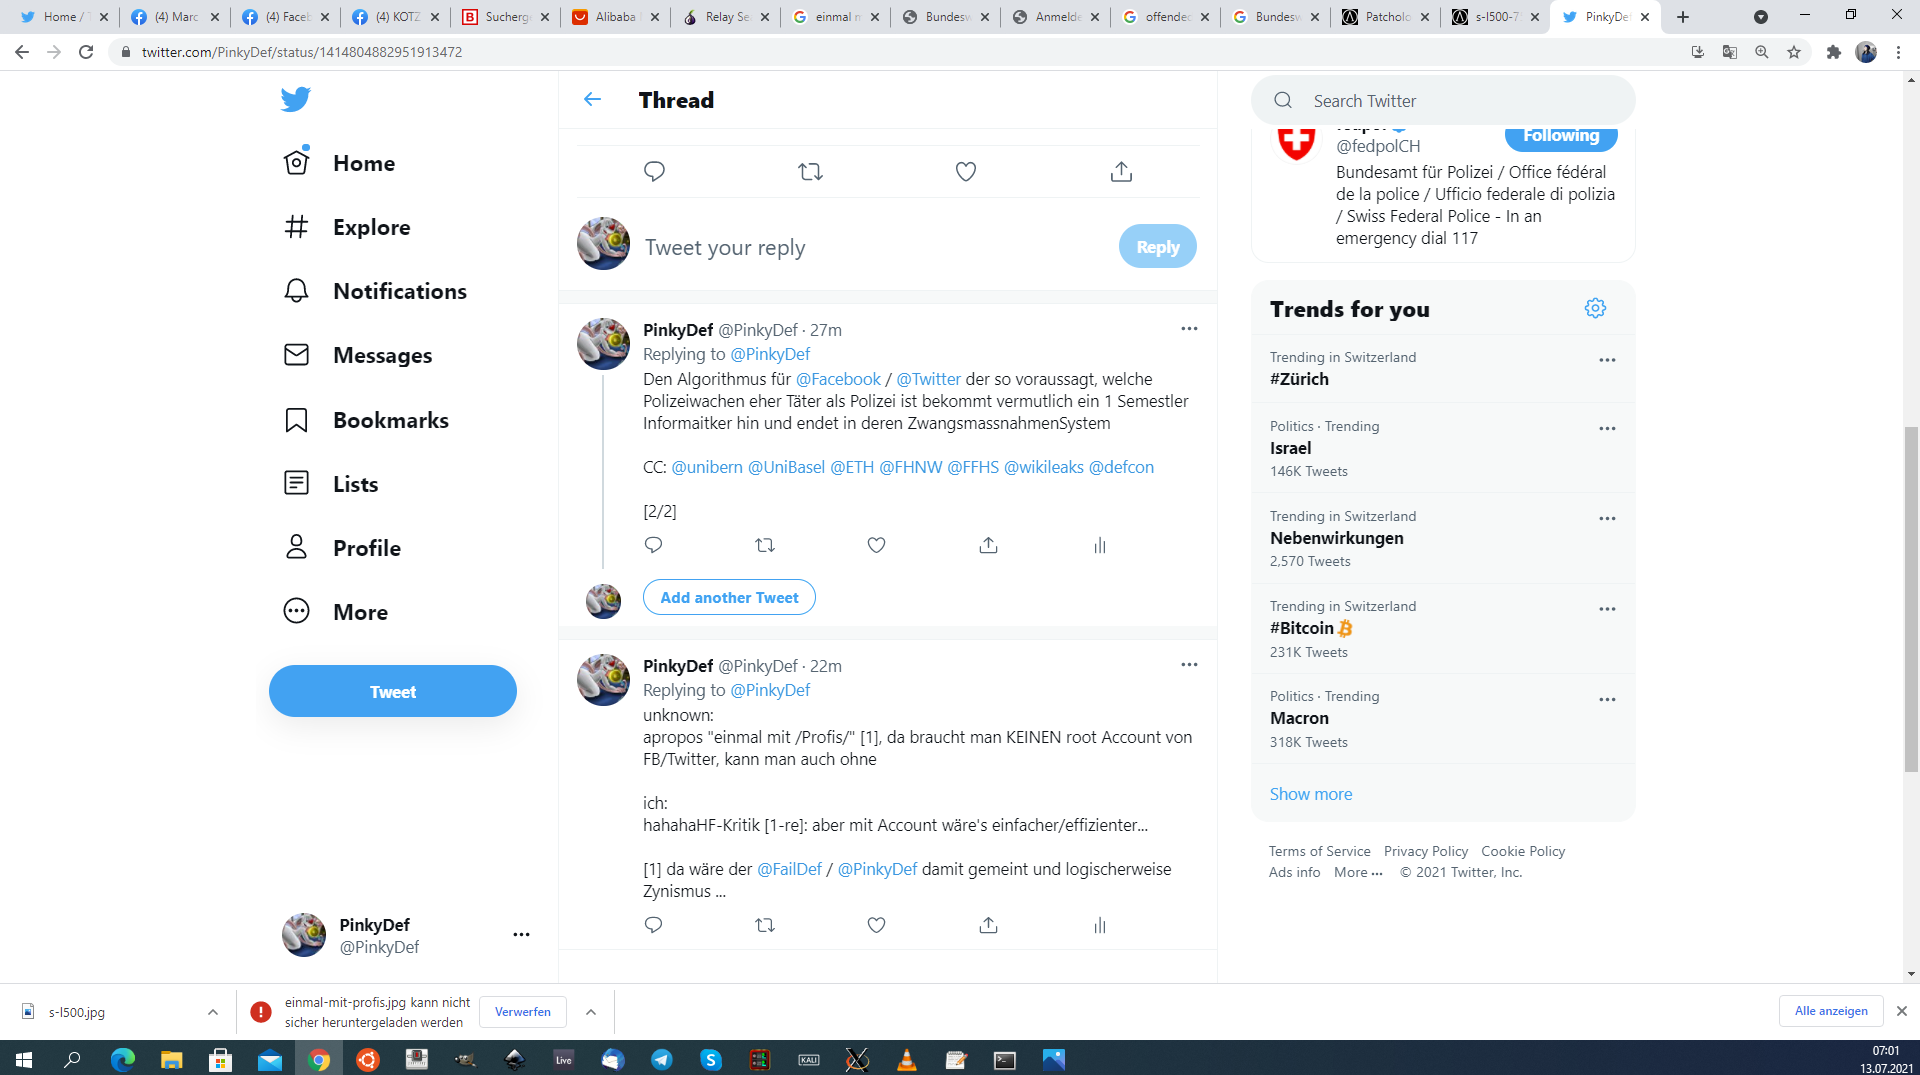 Home / T
(4) Marc
(4) Faceb
(4) KOTZ
Sucherge
Alibaba
Relay Se
einmal m
Bundesw
Anmelde
offended
Bundesw
Patcholo
s-l500-7
PinkyDef
twitter.com/PinkyDef/status/1414804882951913472
Home
Explore
Notifications
Messages
Bookmarks
Lists
Profile
More
Tweet
PinkyDef
@PinkyDef
Thread
Tweet your reply
Reply
PinkyDef @PinkyDef · 27m
Replying to @PinkyDef
Den Algorithmus für @Facebook / @Twitter der so voraussagt, welche
Polizeiwachen eher Täter als Polizei ist bekommt vermutlich ein 1 Semestler
Informaitker hin und endet in deren ZwangsmassnahmenSystem
CC: @unibern @UniBasel @ETH @FHNW @FFHS @wikileaks @defcon
[2/2]
Add another Tweet
PinkyDef @PinkyDef · 22m
Replying to @PinkyDef
unknown:
apropos "einmal mit /Profis/" [1], da braucht man KEINEN root Account von
FB/Twitter, kann man auch ohne
ich:
hahahaHF-Kritik [1-re]: aber mit Account wäre's einfacher/effizienter...
[1] da wäre der @FailDef / @PinkyDef damit gemeint und logischerweise
Zynismus ...
Search Twitter
@fedpolCH
Following
Bundesamt für Polizei / Office fédéral
de la police / Ufficio federale di polizia
/ Swiss Federal Police - In an
emergency dial 117
Trends for you
Trending in Switzerland
#Zürich
Politics · Trending
Israel
146K Tweets
Trending in Switzerland
Nebenwirkungen
2,570 Tweets
Trending in Switzerland
#Bitcoin
231K Tweets
Politics · Trending
Macron
318K Tweets
Show more
Terms of Service Privacy Policy Cookie Policy
Ads info More ··· © 2021 Twitter, Inc.
s-l500.jpg
einmal-mit-profis.jpg kann nicht
sicher heruntergeladen werden
Verwerfen
Alle anzeigen
Live
KALI
07:01
13.07.2021